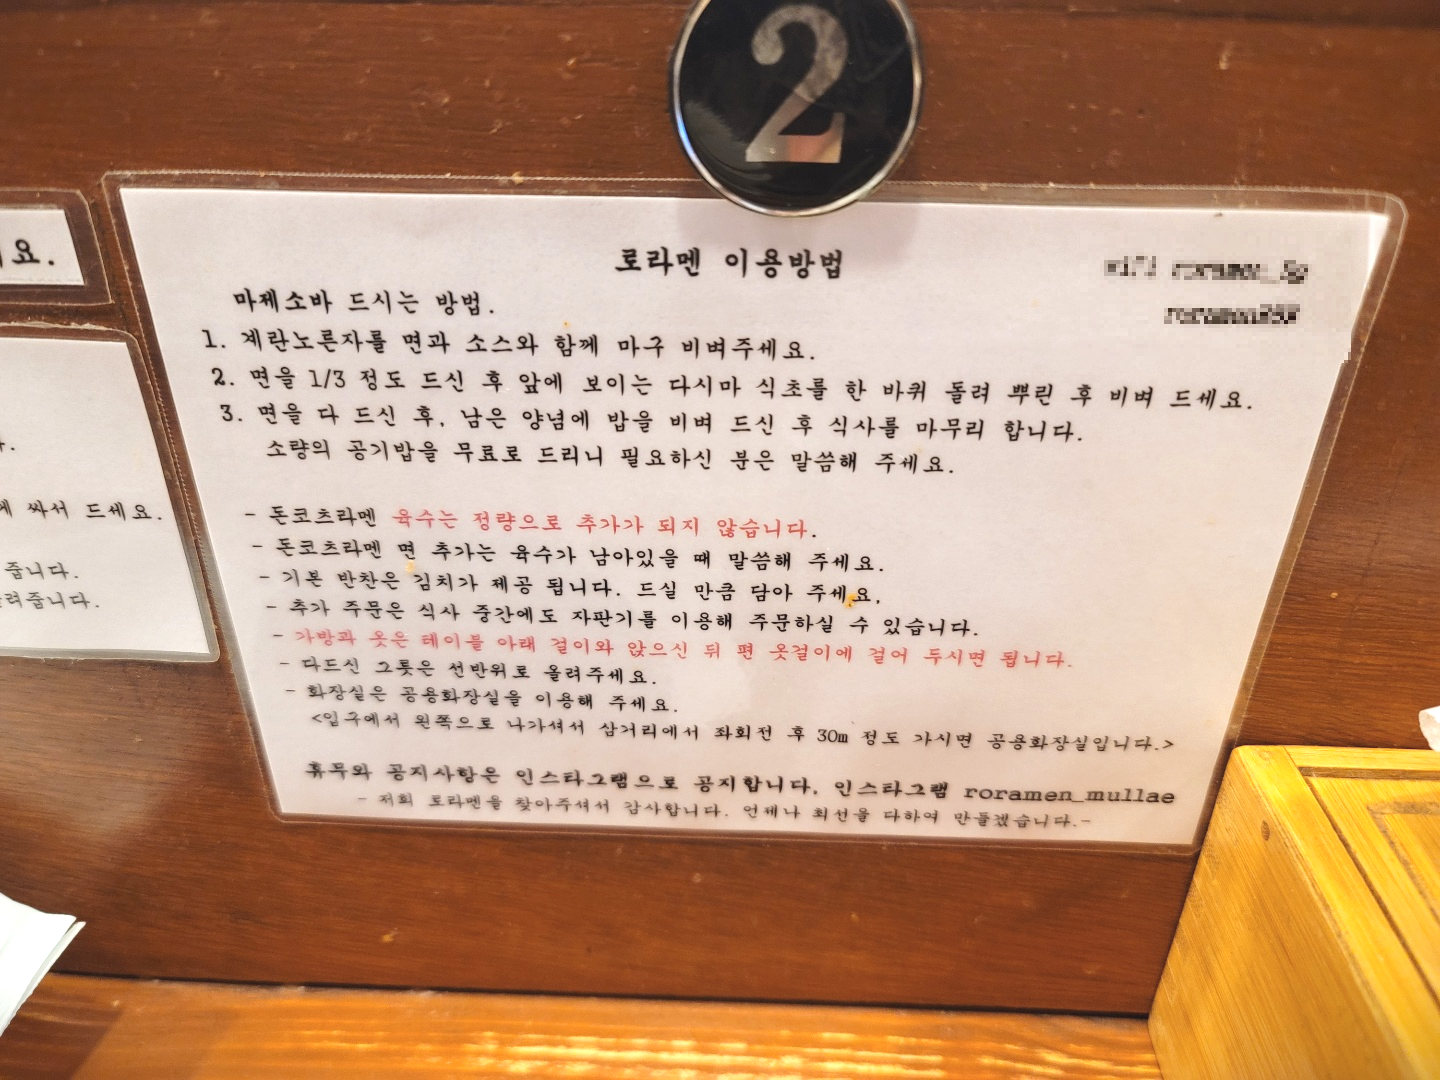 2
요.
로라멘 이용방법
wifi roramen_5g
마제소바 드시는 방법.
1. 계란노른자를 면과 소스와 함께 마구 비벼주세요.
2. 면을 1/3 정도 드신 후 앞에 보이는 다시마 식초를 한 바퀴 돌려 뿌린 후 비벼 드세요.
3. 면을 다 드신 후, 남은 양념에 밥을 비벼 드신 후 식사를 마무리 합니다.
소량의 공기밥을 무료로 드리니 필요하신 분은 말씀해 주세요.
싸서 드세요.
- 돈코츠라멘 육수는 정량으로 추가가 되지 않습니다.
- 돈코츠라멘 면 추가는 육수가 남아있을 때 말씀해 주세요.
줍니다.
- 기본 반찬은 김치가 제공 됩니다. 드실 만큼 담아 주세요,
려줍니다.
- 추가 주문은 식사 중간에도 자판기를 이용해 주문하실 수 있습니다.
- 가방과 옷은 테이블 아래 걸이와 앉으신 뒤 편 옷걸이에 걸어 두시면 됩니다.
- 다드신 그릇은 선반위로 올려주세요.
- 화장실은 공용화장실을 이용해 주세요.
<입구에서 왼쪽으로 나가셔서 삼거리에서 좌회전 후 30m 정도 가시면 공용화장실입니다.>
휴무와 공지사항은 인스타그램으로 공지합니다, 인스타그램 roramen_mullae
- 저희 로라멘을 찾아주셔서 감사합니다. 언제나 최선을 다하여 만들겠습니다.-